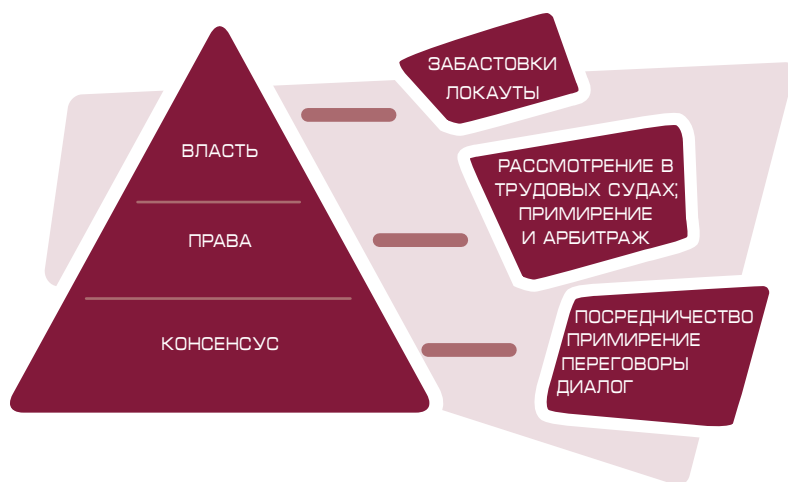 ВЛАСТЬ
ПРАВА
КОНСЕНСУС
ЗАБАСТОВКИ
ЛОКАУТЫ
РАССМОТРЕНИЕ В
ТРУДОВЫХ СУДАХ;
ПРИМИРЕНИЕ
И АРБИТРАЖ
ПОСРЕДНИЧЕСТВО
ПРИМИРЕНИЕ
ПЕРЕГОВОРЫ
ДИАЛОГ